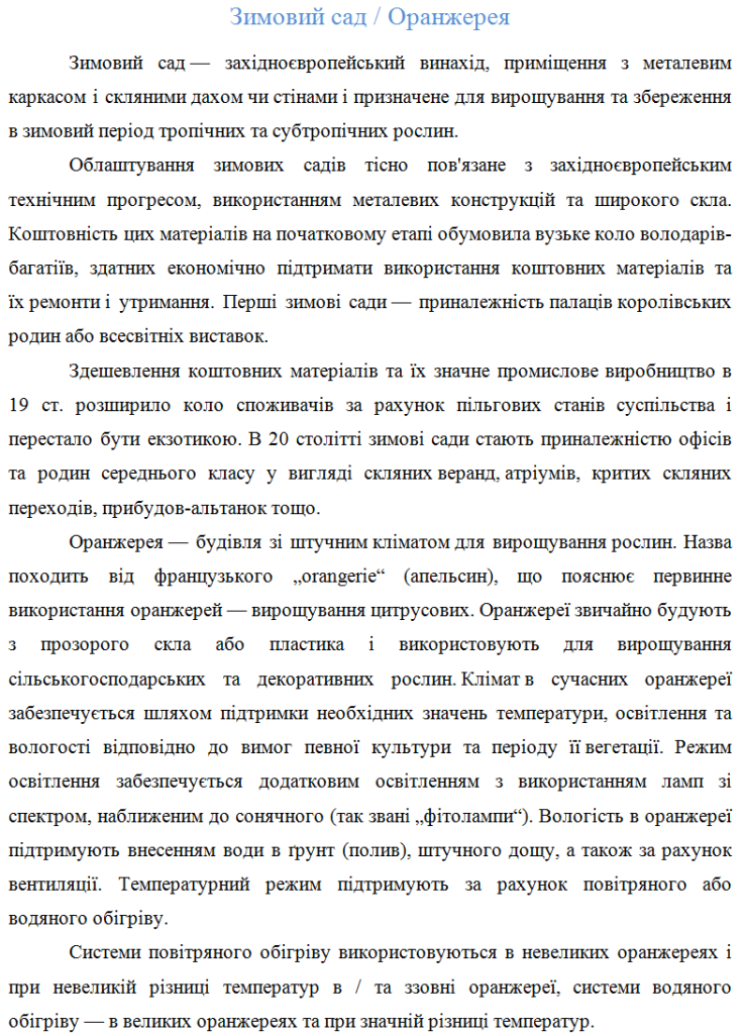 Зимовий сад / Оранжерея
Зимовий сад — західноєвропейський винахід, приміщення з металевим
каркасом і скляними дахом чи стінами і призначене для вирощування та збереження
в зимовий період тропічних та субтропічних рослин.
Облаштування зимових садів тісно пов'язане з західноєвропейським
технічним прогресом, використанням металевих конструкцій та широкого скла.
Коштовність цих матеріалів на початковому етапі обумовила вузьке коло володарів-
багатіїв, здатних економічно підтримати використання коштовних матеріалів та
їх ремонти і утримання. Перші зимові сади — приналежність палаців королівських
родин або всесвітніх виставок.
Здешевлення коштовних матеріалів та їх значне промислове виробництво в
19 ст. розширило коло споживачів за рахунок пільгових станів суспільства і
перестало бути екзотикою. В 20 столітті зимові сади стають приналежністю офісів
та родин середнього класу у вигляді скляних веранд, атріумів, критих скляних
переходів, прибудов-альтанок тощо.
Оранжерея — будівля зі штучним кліматом для вирощування рослин. Назва
походить від французького „orangerie“ (апельсин), що пояснює первинне
використання оранжерей — вирощування цитрусових. Оранжереї звичайно будують
з прозорого скла або пластика і використовують для вирощування
сільськогосподарських та декоративних рослин. Клімат в сучасних оранжереї
забезпечується шляхом підтримки необхідних значень температури, освітлення та
вологості відповідно до вимог певної культури та періоду її вегетації. Режим
освітлення забезпечується додатковим освітленням з використанням ламп зі
спектром, наближеним до сонячного (так звані „фітолампи“). Вологість в оранжереї
підтримують внесенням води в ґрунт (полив), штучного дощу, а також за рахунок
вентиляції. Температурний режим підтримують за рахунок повітряного або
водяного обігріву.
Системи повітряного обігріву використовуються в невеликих оранжереях і
при невеликій різниці температур в / та ззовні оранжереї, системи водяного
обігріву — в великих оранжереях та при значній різниці температур.